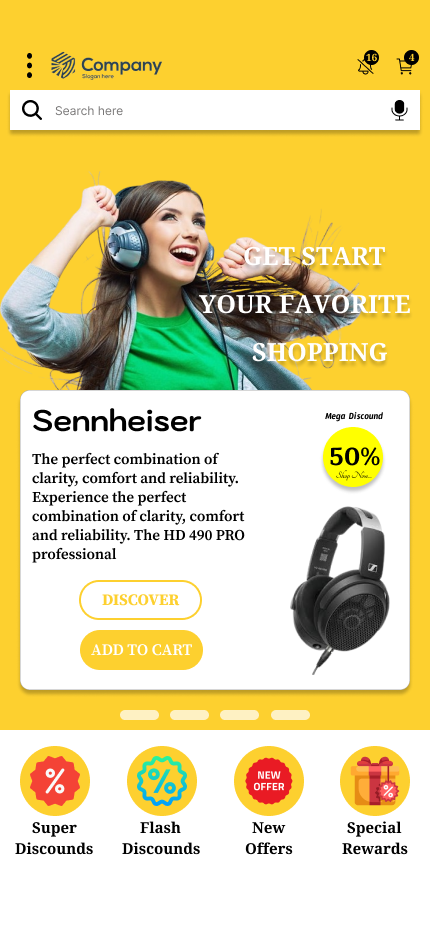 Company
Slogan here
16
4
Search here
GET START
YOUR FAVORITE
SHOPPING
Sennheiser
Mega Discound
50%
Shop Now...
The perfect combination of
clarity, comfort and reliability.
Experience the perfect
combination of clarity, comfort
and reliability. The HD 490 PRO
professional
DISCOVER
ADD TO CART
NEW
OFFER
Super
Discounds
Flash
Discounds
New
Offers
Special
Rewards